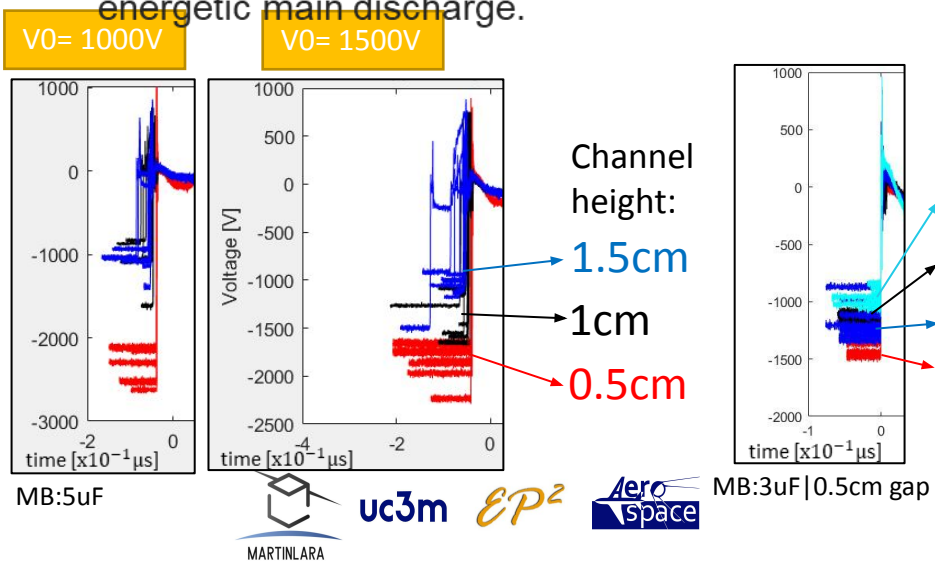 energetic main discharge.
V0= 1000V
V0= 1500V
1000
0
-1000
-2000
-3000
-2
0
time [x10⁻¹μs]
MB:5uF
Voltage [V]
1000
500
0
-500
-1000
-1500
-2000
-2500
-4
-2
0
time [x10⁻¹μs]
Channel
height:
1.5cm
1cm
0.5cm
1000
500
0
-500
-1000
-1500
-2000
-1
0
time [x10⁻¹μs]
MB:3uF|0.5cm gap
MARTINLARA
uc3m
EP²
Aero
space